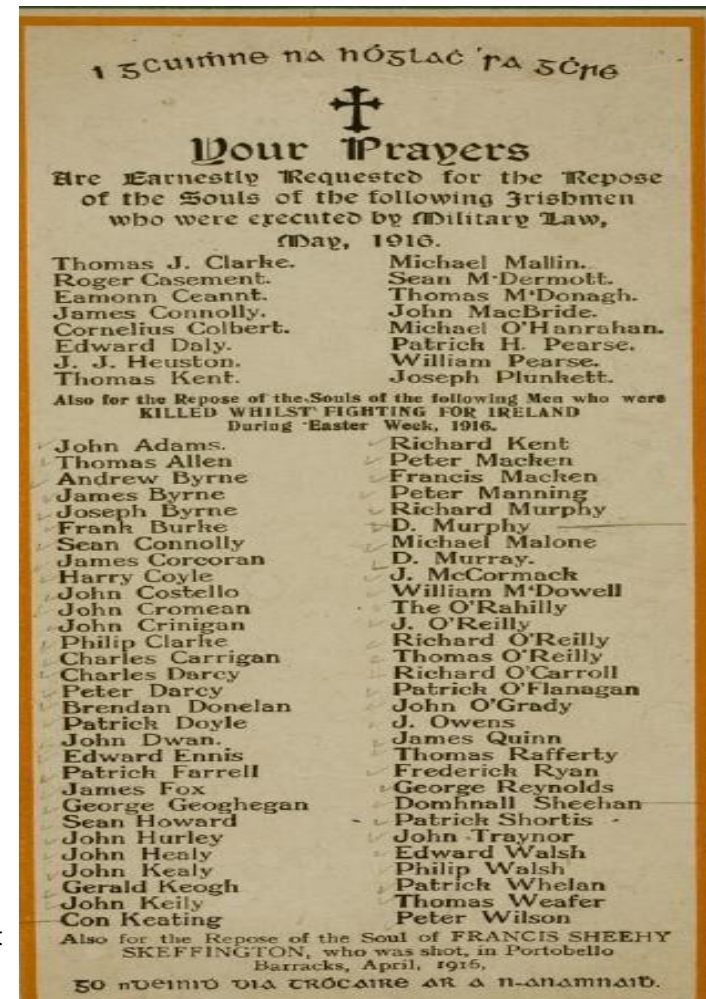 I gcuiṁne na hÓglaċ 'sa gCré
Your Prayers
Are Earnestly Requested for the Repose
of the Souls of the following Irishmen
who were executed by Military Law,
May, 1916.
Thomas J. Clarke.
Roger Casement.
Eamonn Ceannt.
James Connolly.
Cornelius Colbert.
Edward Daly.
J. J. Heuston.
Thomas Kent.
Michael Mallin.
Sean M'Dermott.
Thomas M'Donagh.
John MacBride.
Michael O'Hanrahan.
Patrick H. Pearse.
William Pearse.
Joseph Plunkett.
Also for the Repose of the Souls of the following Men who were
KILLED WHILST FIGHTING FOR IRELAND
During Easter Week, 1916.
John Adams.
Thomas Allen
Andrew Byrne
James Byrne
Joseph Byrne
Frank Burke
Sean Connolly
James Corcoran
Harry Coyle
John Costello
John Cromean
John Crinigan
Philip Clarke
Charles Carrigan
Charles Darcy
Peter Darcy
Brendan Donelan
Patrick Doyle
John Dwan.
Edward Ennis
Patrick Farrell
James Fox
George Geoghegan
Sean Howard
John Hurley
John Healy
John Kealy
Gerald Keogh
John Keily
Con Keating
Richard Kent
Peter Macken
Francis Macken
Peter Manning
Richard Murphy
D. Murphy
Michael Malone
D. Murray.
J. McCormack
William M'Dowell
The O'Rahilly
J. O'Reilly
Richard O'Reilly
Thomas O'Reilly
Richard O'Carroll
Patrick O'Flanagan
John O'Grady
J. Owens
James Quinn
Thomas Rafferty
Frederick Ryan
George Reynolds
Domhnall Sheehan
Patrick Shortis
John Traynor
Edward Walsh
Philip Walsh
Patrick Whelan
Thomas Weafer
Peter Wilson
Also for the Repose of the Soul of FRANCIS SHEEHY
SKEFFINGTON, who was shot, in Portobello
Barracks, April, 1916.
go nDeiniḋ Dia trócaire ar a n-anamnaiḃ.